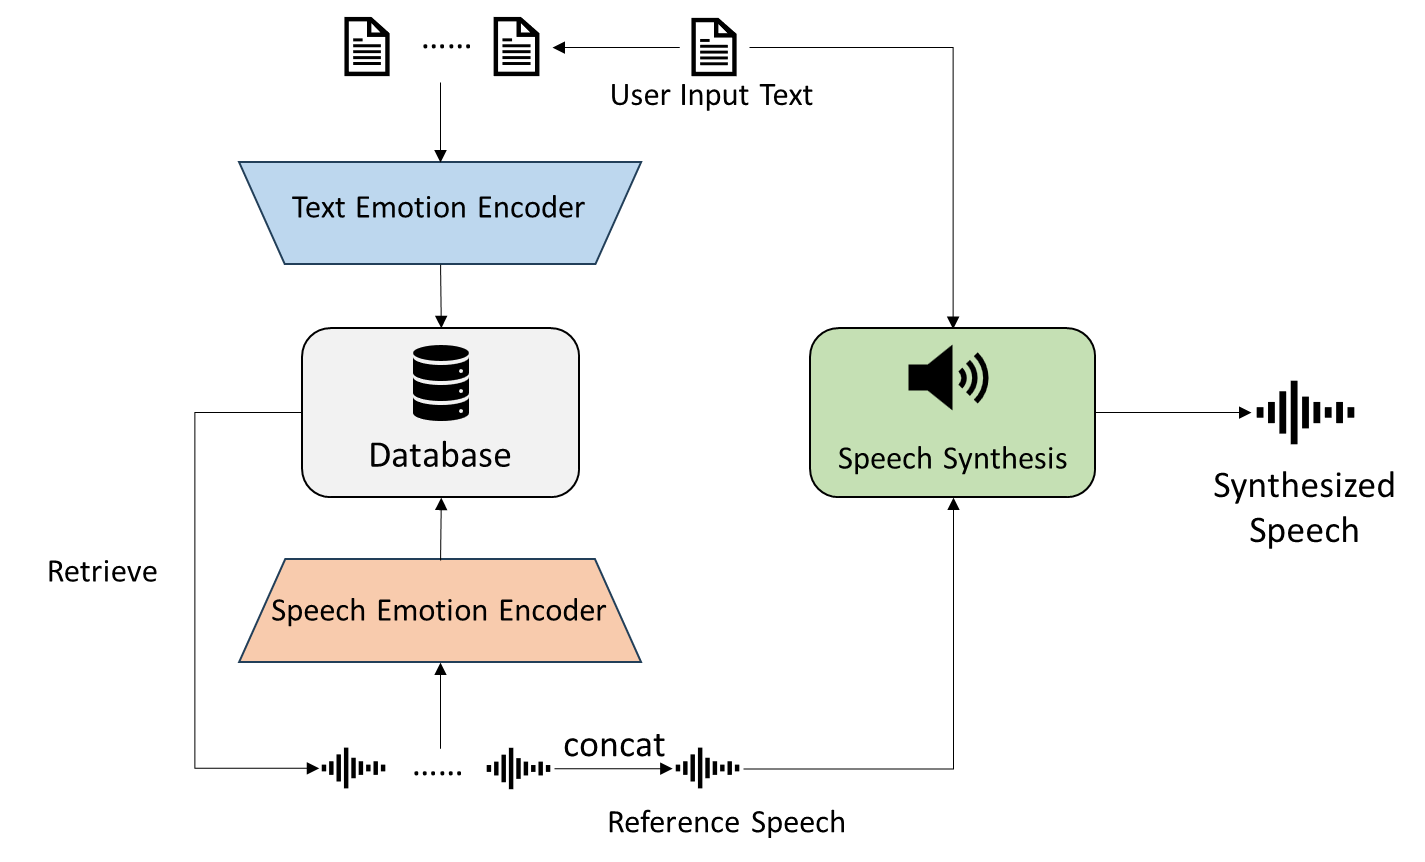 User Input Text
Text Emotion Encoder
Database
Speech Synthesis
Synthesized
Speech
Retrieve
Speech Emotion Encoder
concat
Reference Speech